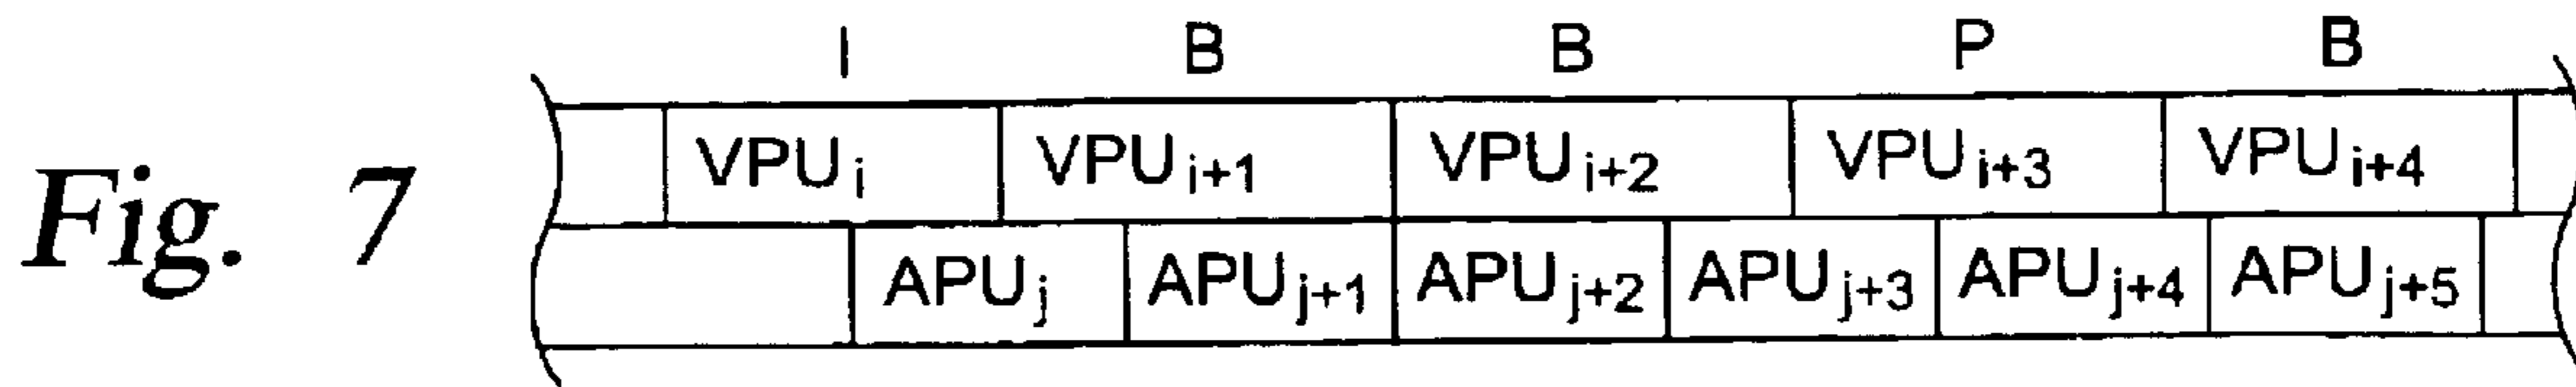 I B B P B
Fig. 7 VPUi VPUi+1 VPUi+2 VPUi+3 VPUi+4
APUj APUj+1 APUj+2 APUj+3 APUj+4 APUj+5